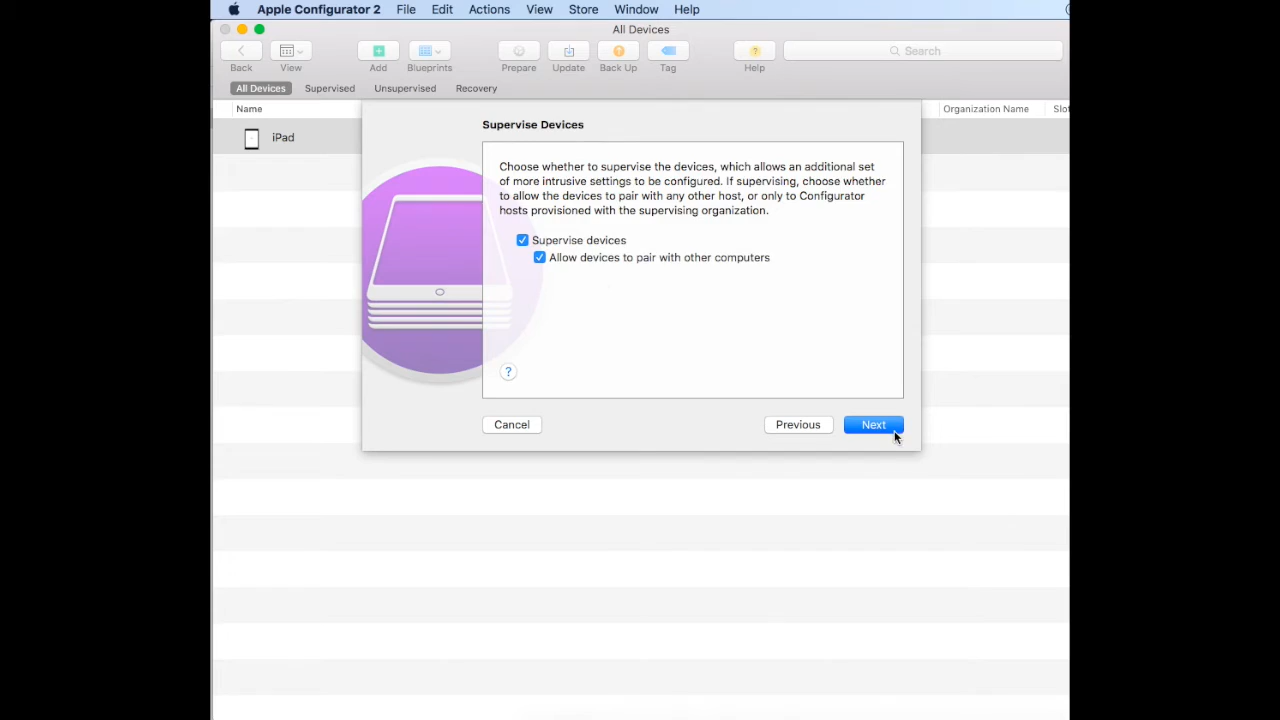 Apple Configurator 2 File Edit Actions View Store Window Help
All Devices
Search
Back View Add Blueprints Prepare Update Back Up Tag Help
All Devices Supervised Unsupervised Recovery
Name Organization Name Slot
iPad
Supervise Devices
Choose whether to supervise the devices, which allows an additional set
of more intrusive settings to be configured. If supervising, choose whether
to allow the devices to pair with any other host, or only to Configurator
hosts provisioned with the supervising organization.
Supervise devices
Allow devices to pair with other computers
?
Cancel Previous Next